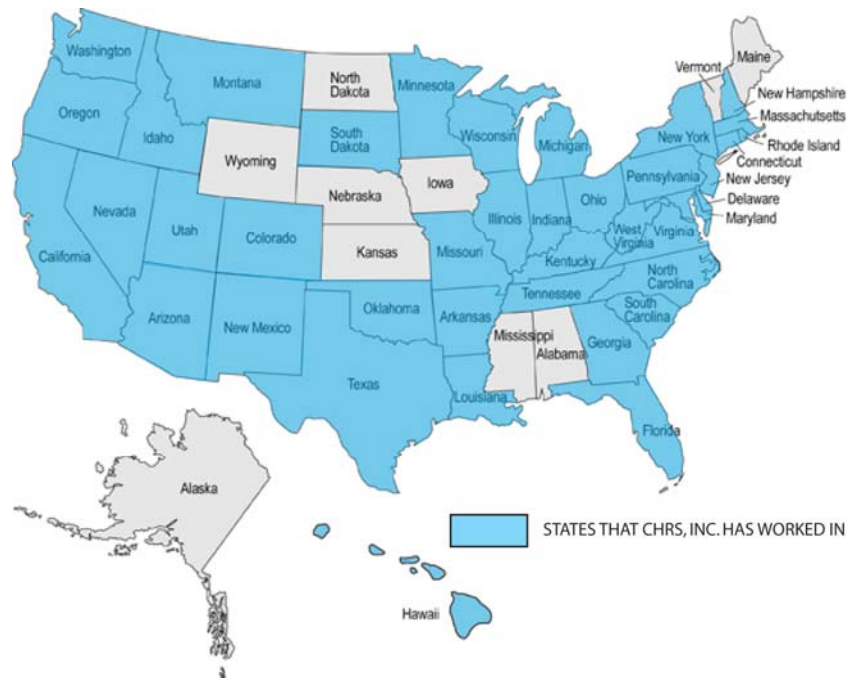 Washington
Montana
North
Dakota
Minnesota
Vermont
Maine
New Hampshire
Massachutsetts
Rhode Island
Connecticut
New Jersey
Delaware
Maryland
Oregon
Idaho
Wyoming
South
Dakota
Wisconsin
Michigan
New York
Pennsylvania
Nebraska
Iowa
Nevada
Utah
Colorado
California
Kansas
Missouri
Illinois
Indiana
Ohio
West
Virginia
Virginia
Kentucky
North
Carolina
Tennessee
South
Carolina
Arizona
New Mexico
Oklahoma
Arkansas
Mississippi
Alabama
Georgia
Texas
Louisiana
Florida
Alaska
Hawaii
STATES THAT CHRS, INC. HAS WORKED IN